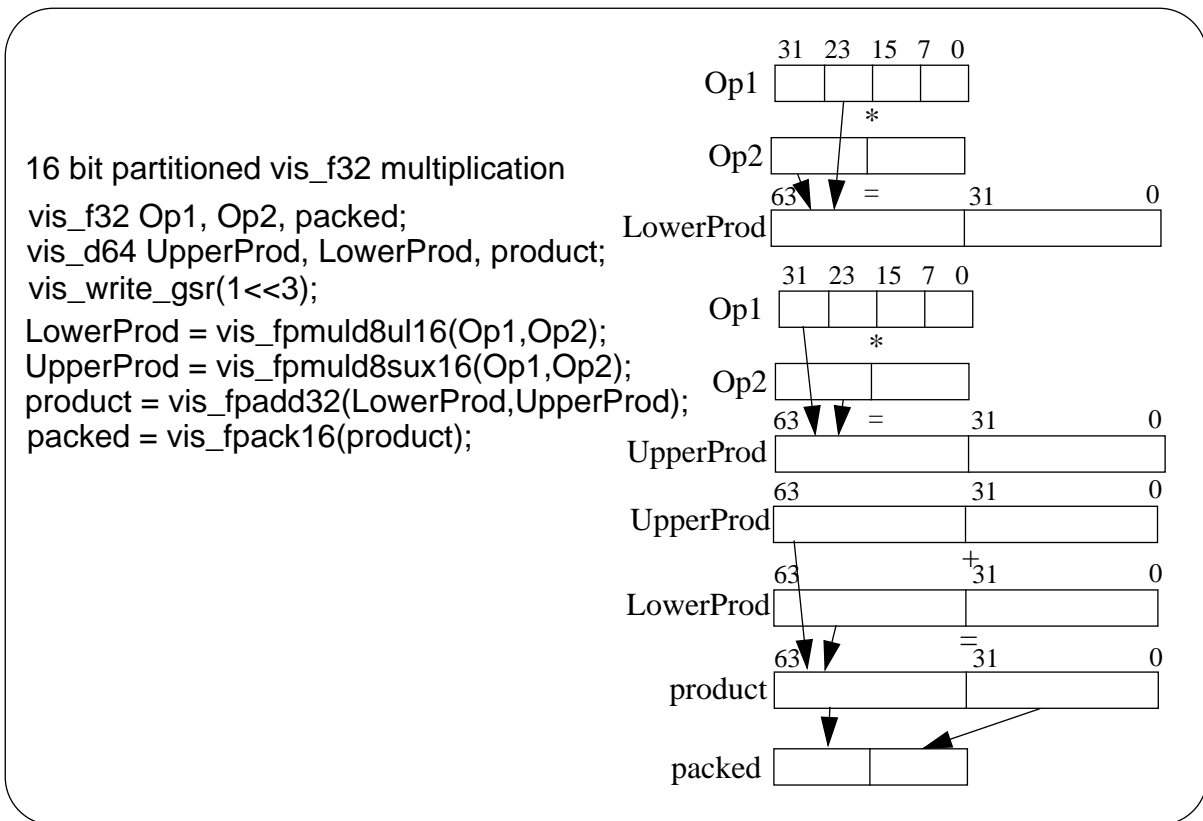 16 bit partitioned vis_f32 multiplication
vis_f32 Op1, Op2, packed;
vis_d64 UpperProd, LowerProd, product;
vis_write_gsr(1<<3);
LowerProd = vis_fpmuld8ul16(Op1,Op2);
UpperProd = vis_fpmuld8sux16(Op1,Op2);
product = vis_fpadd32(LowerProd,UpperProd);
packed = vis_fpack16(product);
31 23 15 7 0
Op1
*
Op2
63 = 31 0
LowerProd
31 23 15 7 0
Op1
*
Op2
63 = 31 0
UpperProd
63 31 0
UpperProd
+
63 31 0
LowerProd
=
63 31 0
product
packed